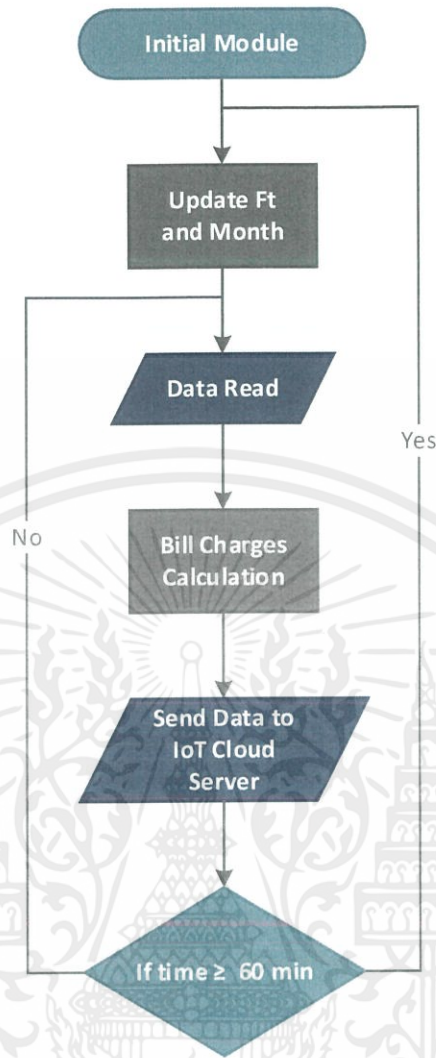 Initial Module
Update Ft
and Month
Data Read
Yes
No
Bill Charges
Calculation
Send Data to
IoT Cloud
Server
If time ≥ 60 min